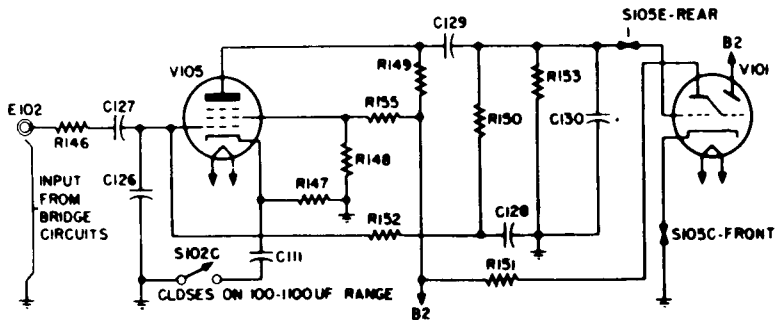 S105E-REAR
C129
B2
V105
V101
R149
R153
E102
C127
R155
R150
C130
R146
R148
C126
R147
INPUT
FROM
BRIDGE
CIRCUITS
C128
R152
S102C
C111
S105C-FRONT
R151
CLOSES ON 100-1100UF RANGE
B2